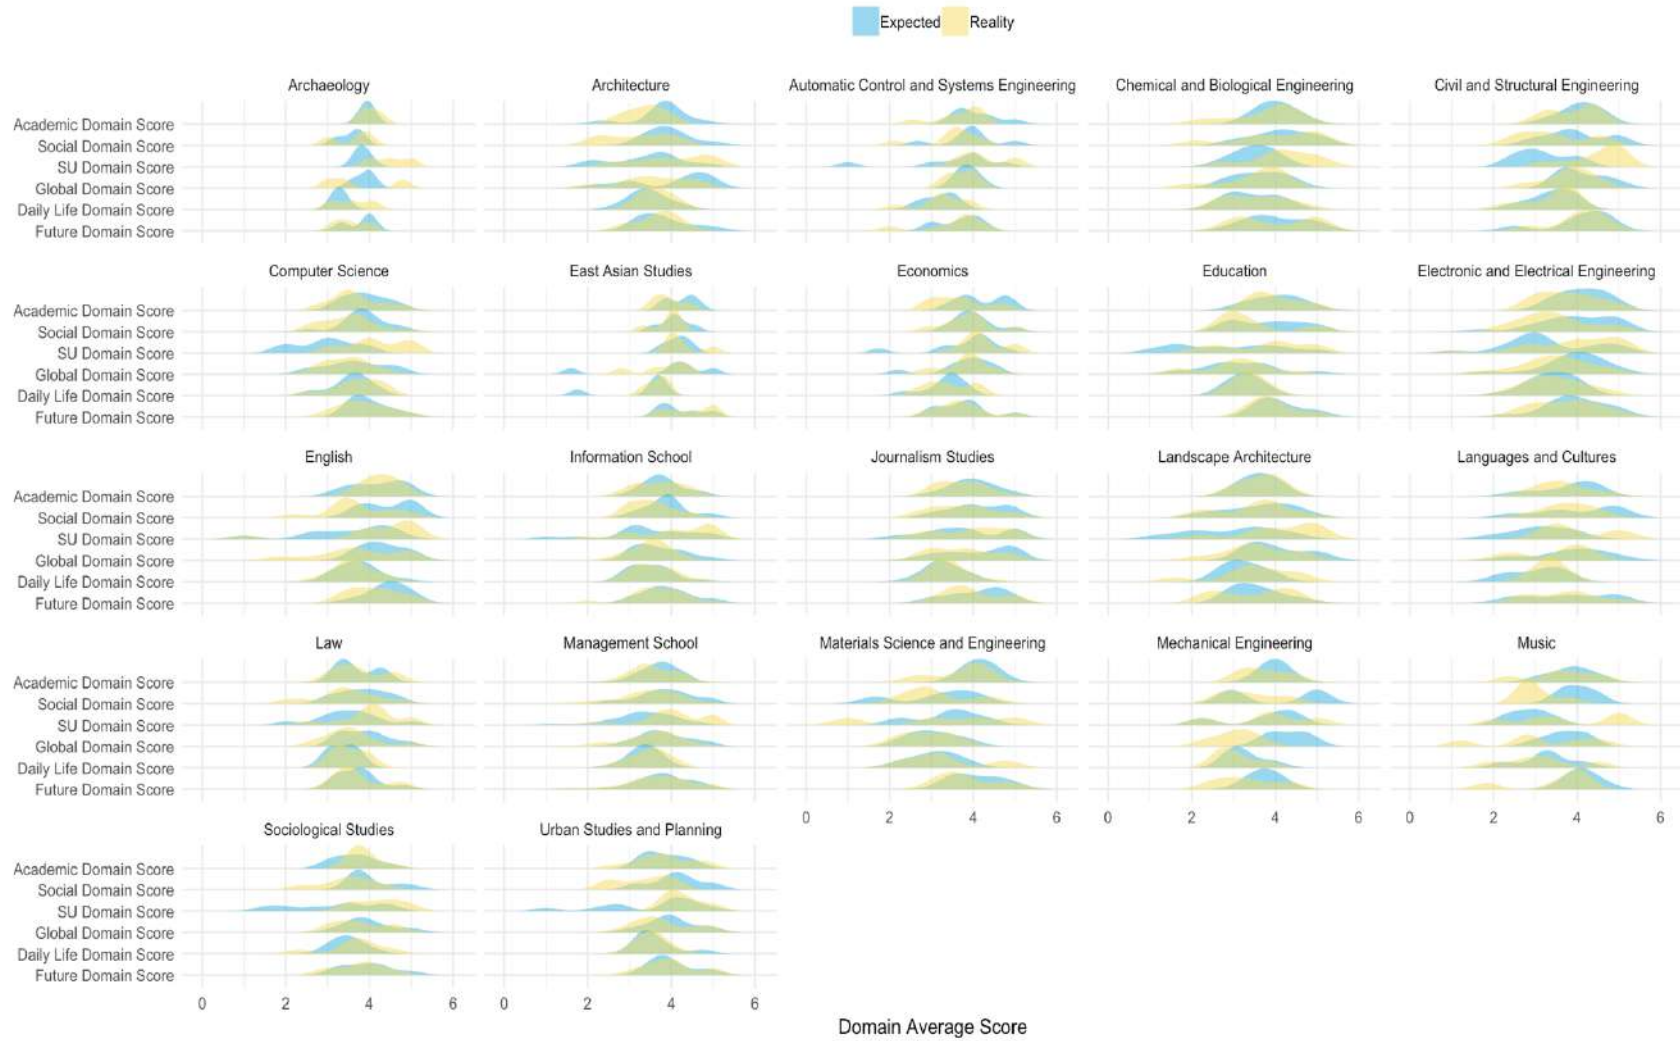 Expected Reality
Archaeology Architecture Automatic Control and Systems Engineering Chemical and Biological Engineering Civil and Structural Engineering
Academic Domain Score
Social Domain Score
SU Domain Score
Global Domain Score
Daily Life Domain Score
Future Domain Score
Computer Science East Asian Studies Economics Education Electronic and Electrical Engineering
Academic Domain Score
Social Domain Score
SU Domain Score
Global Domain Score
Daily Life Domain Score
Future Domain Score
English Information School Journalism Studies Landscape Architecture Languages and Cultures
Academic Domain Score
Social Domain Score
SU Domain Score
Global Domain Score
Daily Life Domain Score
Future Domain Score
Law Management School Materials Science and Engineering Mechanical Engineering Music
Academic Domain Score
Social Domain Score
SU Domain Score
Global Domain Score
Daily Life Domain Score
Future Domain Score
0 2 4 6 0 2 4 6 0 2 4 6
Sociological Studies Urban Studies and Planning
Academic Domain Score
Social Domain Score
SU Domain Score
Global Domain Score
Daily Life Domain Score
Future Domain Score
0 2 4 6 0 2 4 6
Domain Average Score